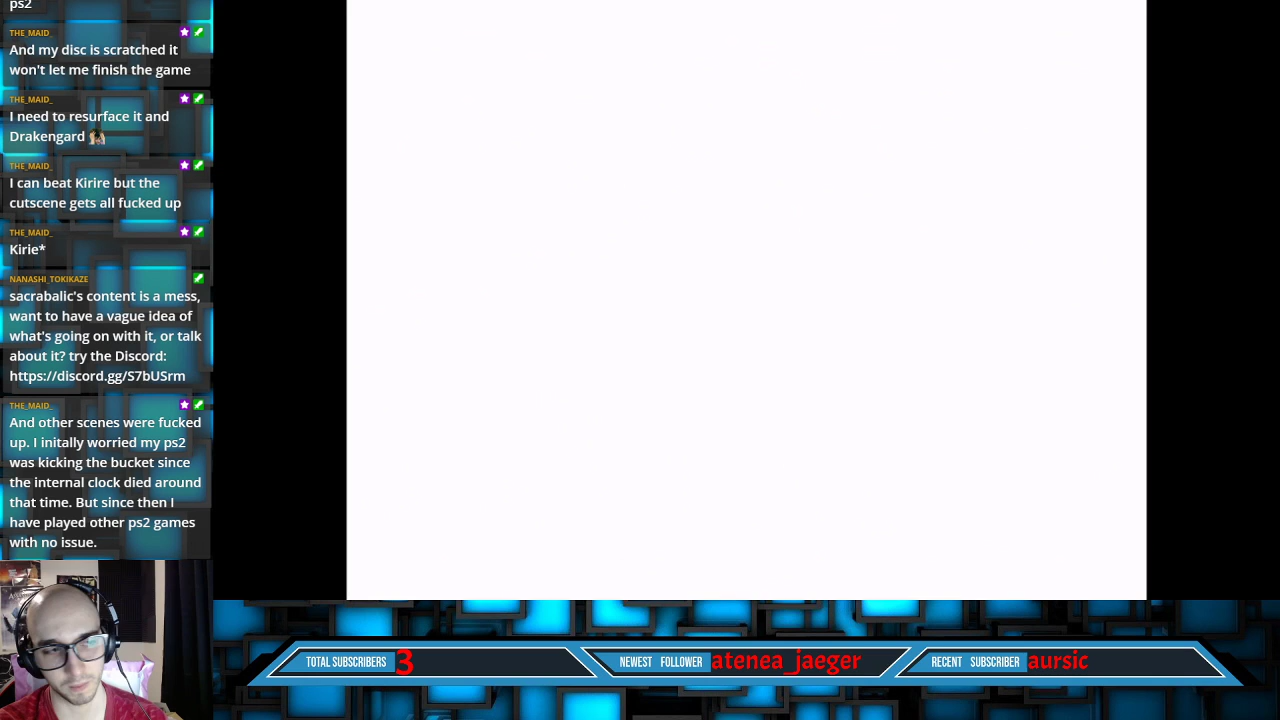 ps2
THE_MAID_
And my disc is scratched it
won't let me finish the game
THE_MAID_
I need to resurface it and
Drakengard
THE_MAID_
I can beat Kirire but the
cutscene gets all fucked up
THE_MAID_
Kirie*
NANASHI_TOKIKAZE
sacrabalic's content is a mess,
want to have a vague idea of
what's going on with it, or talk
about it? try the Discord:
https://discord.gg/S7bUSrm
THE_MAID_
And other scenes were fucked
up. I initally worried my ps2
was kicking the bucket since
the internal clock died around
that time. But since then I
have played other ps2 games
with no issue.
TOTAL SUBSCRIBERS 3
NEWEST FOLLOWER atenea_jaeger
RECENT SUBSCRIBER aursic